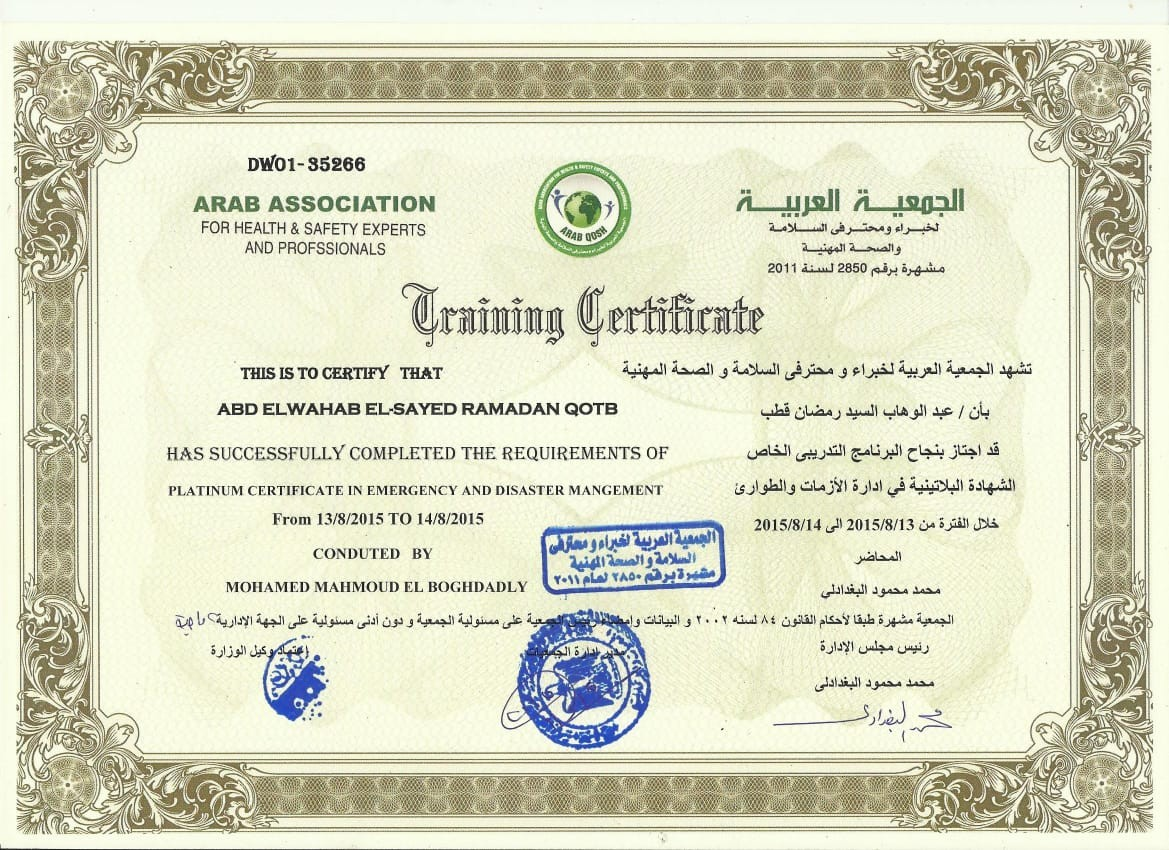 DW01-35266
ARAB ASSOCIATION
FOR HEALTH & SAFETY EXPERTS
AND PROFSSIONALS
ARAB QOSH
الجمعية العربية
لخبراء ومحترفى السلامة
والصحة المهنية
مشهرة برقم 2850 لسنة 2011
Training Certificate
THIS IS TO CERTIFY THAT
تشهد الجمعية العربية لخبراء و محترفى السلامة و الصحة المهنية
ABD ELWAHAB EL-SAYED RAMADAN QOTB
بأن / عبد الوهاب السيد رمضان قطب
HAS SUCCESSFULLY COMPLETED THE REQUIREMENTS OF
قد اجتاز بنجاح البرنامج التدريبى الخاص
PLATINUM CERTIFICATE IN EMERGENCY AND DISASTER MANGEMENT
الشهادة البلاتينية في ادارة الأزمات والطوارئ
From 13/8/2015 TO 14/8/2015
خلال الفترة من 2015/8/13 الى 2015/8/14
CONDUTED BY
المحاضر
MOHAMED MAHMOUD EL BOGHDADLY
محمد محمود البغدادلي
الجمعية العربية لخبراء و محترفى
السلامة و الصحة المهنية
مشهرة برقم ٢٨٥٠ لعام ٢٠١١
الجمعية مشهرة طبقا لأحكام القانون ٨٤ لسنه ٢٠٠٢ و البيانات وامضاء رئيس الجمعية على مسئولية الجمعية و دون أدنى مسئولية على الجهة الإدارية
رئيس مجلس الإدارة
مدير ادارة الجمعيات
إعتماد وكيل الوزارة
محمد محمود البغدادلى